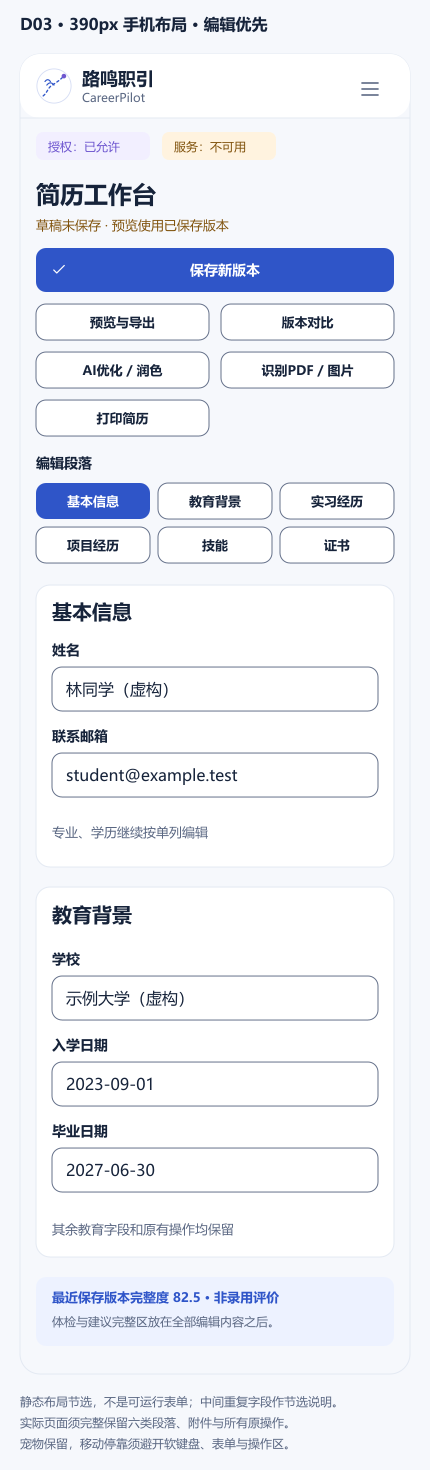 D03 • 390px 手机布局 • 编辑优先
路鸣职引
CareerPilot
授权：已允许
服务：不可用
简历工作台
草稿未保存 · 预览使用已保存版本
保存新版本
预览与导出
版本对比
AI优化 / 润色
识别PDF / 图片
打印简历
编辑段落
基本信息
教育背景
实习经历
项目经历
技能
证书
基本信息
姓名
林同学（虚构）
联系邮箱
student@example.test
专业、学历继续按单列编辑
教育背景
学校
示例大学（虚构）
入学日期
2023-09-01
毕业日期
2027-06-30
其余教育字段和原有操作均保留
最近保存版本完整度 82.5 • 非录用评价
体检与建议完整区放在全部编辑内容之后。
静态布局节选，不是可运行表单；中间重复字段作节选说明。
实际页面须完整保留六类段落、附件与所有原操作。
宠物保留，移动停靠须避开软键盘、表单与操作区。